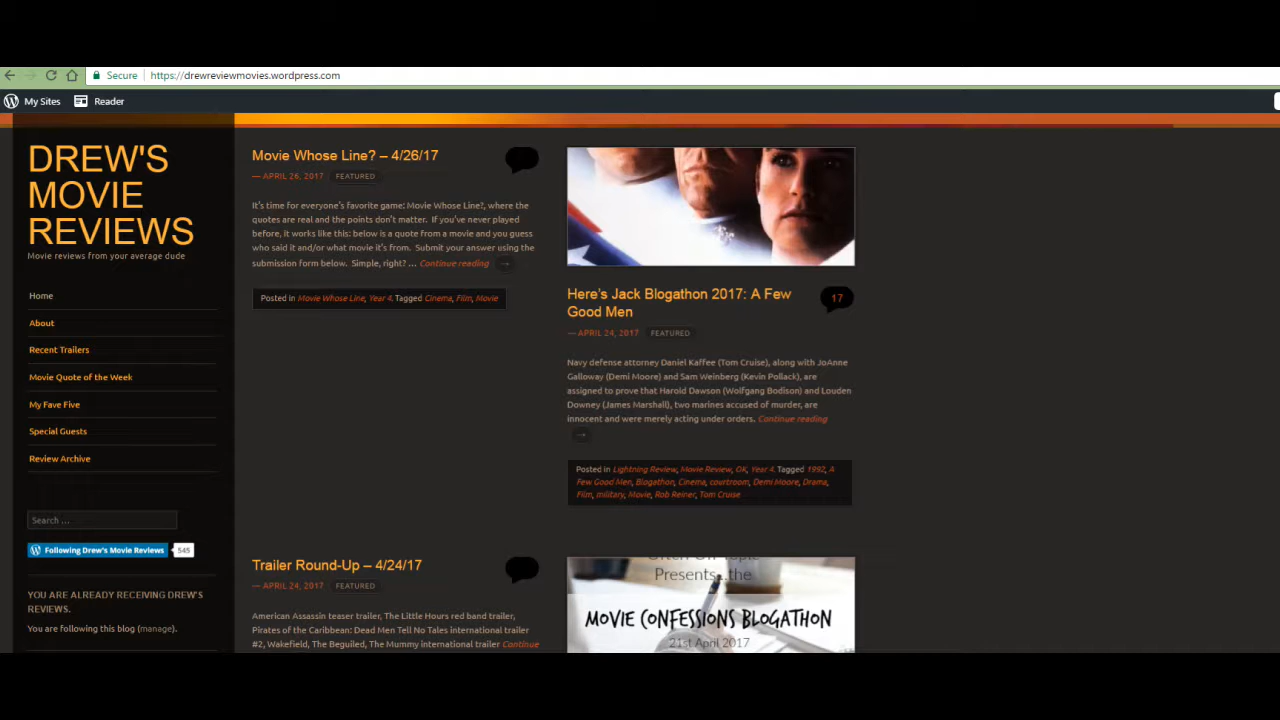 Secure
https://drewreviewmovies.wordpress.com
My Sites
Reader
DREW'S
MOVIE
REVIEWS
Movie reviews from your average dude
Home
About
Recent Trailers
Movie Quote of the Week
My Fave Five
Special Guests
Review Archive
Search ...
Following Drew's Movie Reviews
545
YOU ARE ALREADY RECEIVING DREW'S
REVIEWS.
You are following this blog (manage).
Movie Whose Line? – 4/26/17
— APRIL 26, 2017 FEATURED
It's time for everyone's favorite game: Movie Whose Line?, where the
quotes are real and the points don't matter. If you've never played
before, it works like this: below is a quote from a movie and you guess
who said it and/or what movie it's from. Submit your answer using the
submission form below. Simple, right? ... Continue reading →
Posted in Movie Whose Line, Year 4. Tagged Cinema, Film, Movie
Here's Jack Blogathon 2017: A Few
Good Men
17
— APRIL 24, 2017 FEATURED
Navy defense attorney Daniel Kaffee (Tom Cruise), along with JoAnne
Galloway (Demi Moore) and Sam Weinberg (Kevin Pollack), are
assigned to prove that Harold Dawson (Wolfgang Bodison) and Louden
Downey (James Marshall), two marines accused of murder, are
innocent and were merely acting under orders. Continue reading
→
Posted in Lightning Review, Movie Review, OK, Year 4. Tagged 1992, A
Few Good Men, Blogathon, Cinema, courtroom, Demi Moore, Drama,
Film, military, Movie, Rob Reiner, Tom Cruise
Trailer Round-Up – 4/24/17
— APRIL 24, 2017 FEATURED
American Assassin teaser trailer, The Little Hours red band trailer,
Pirates of the Caribbean: Dead Men Tell No Tales international trailer
#2, Wakefield, The Beguiled, The Mummy international trailer Continue
Presents...the
MOVIE CONFESSIONS BLOGATHON
21st April 2017